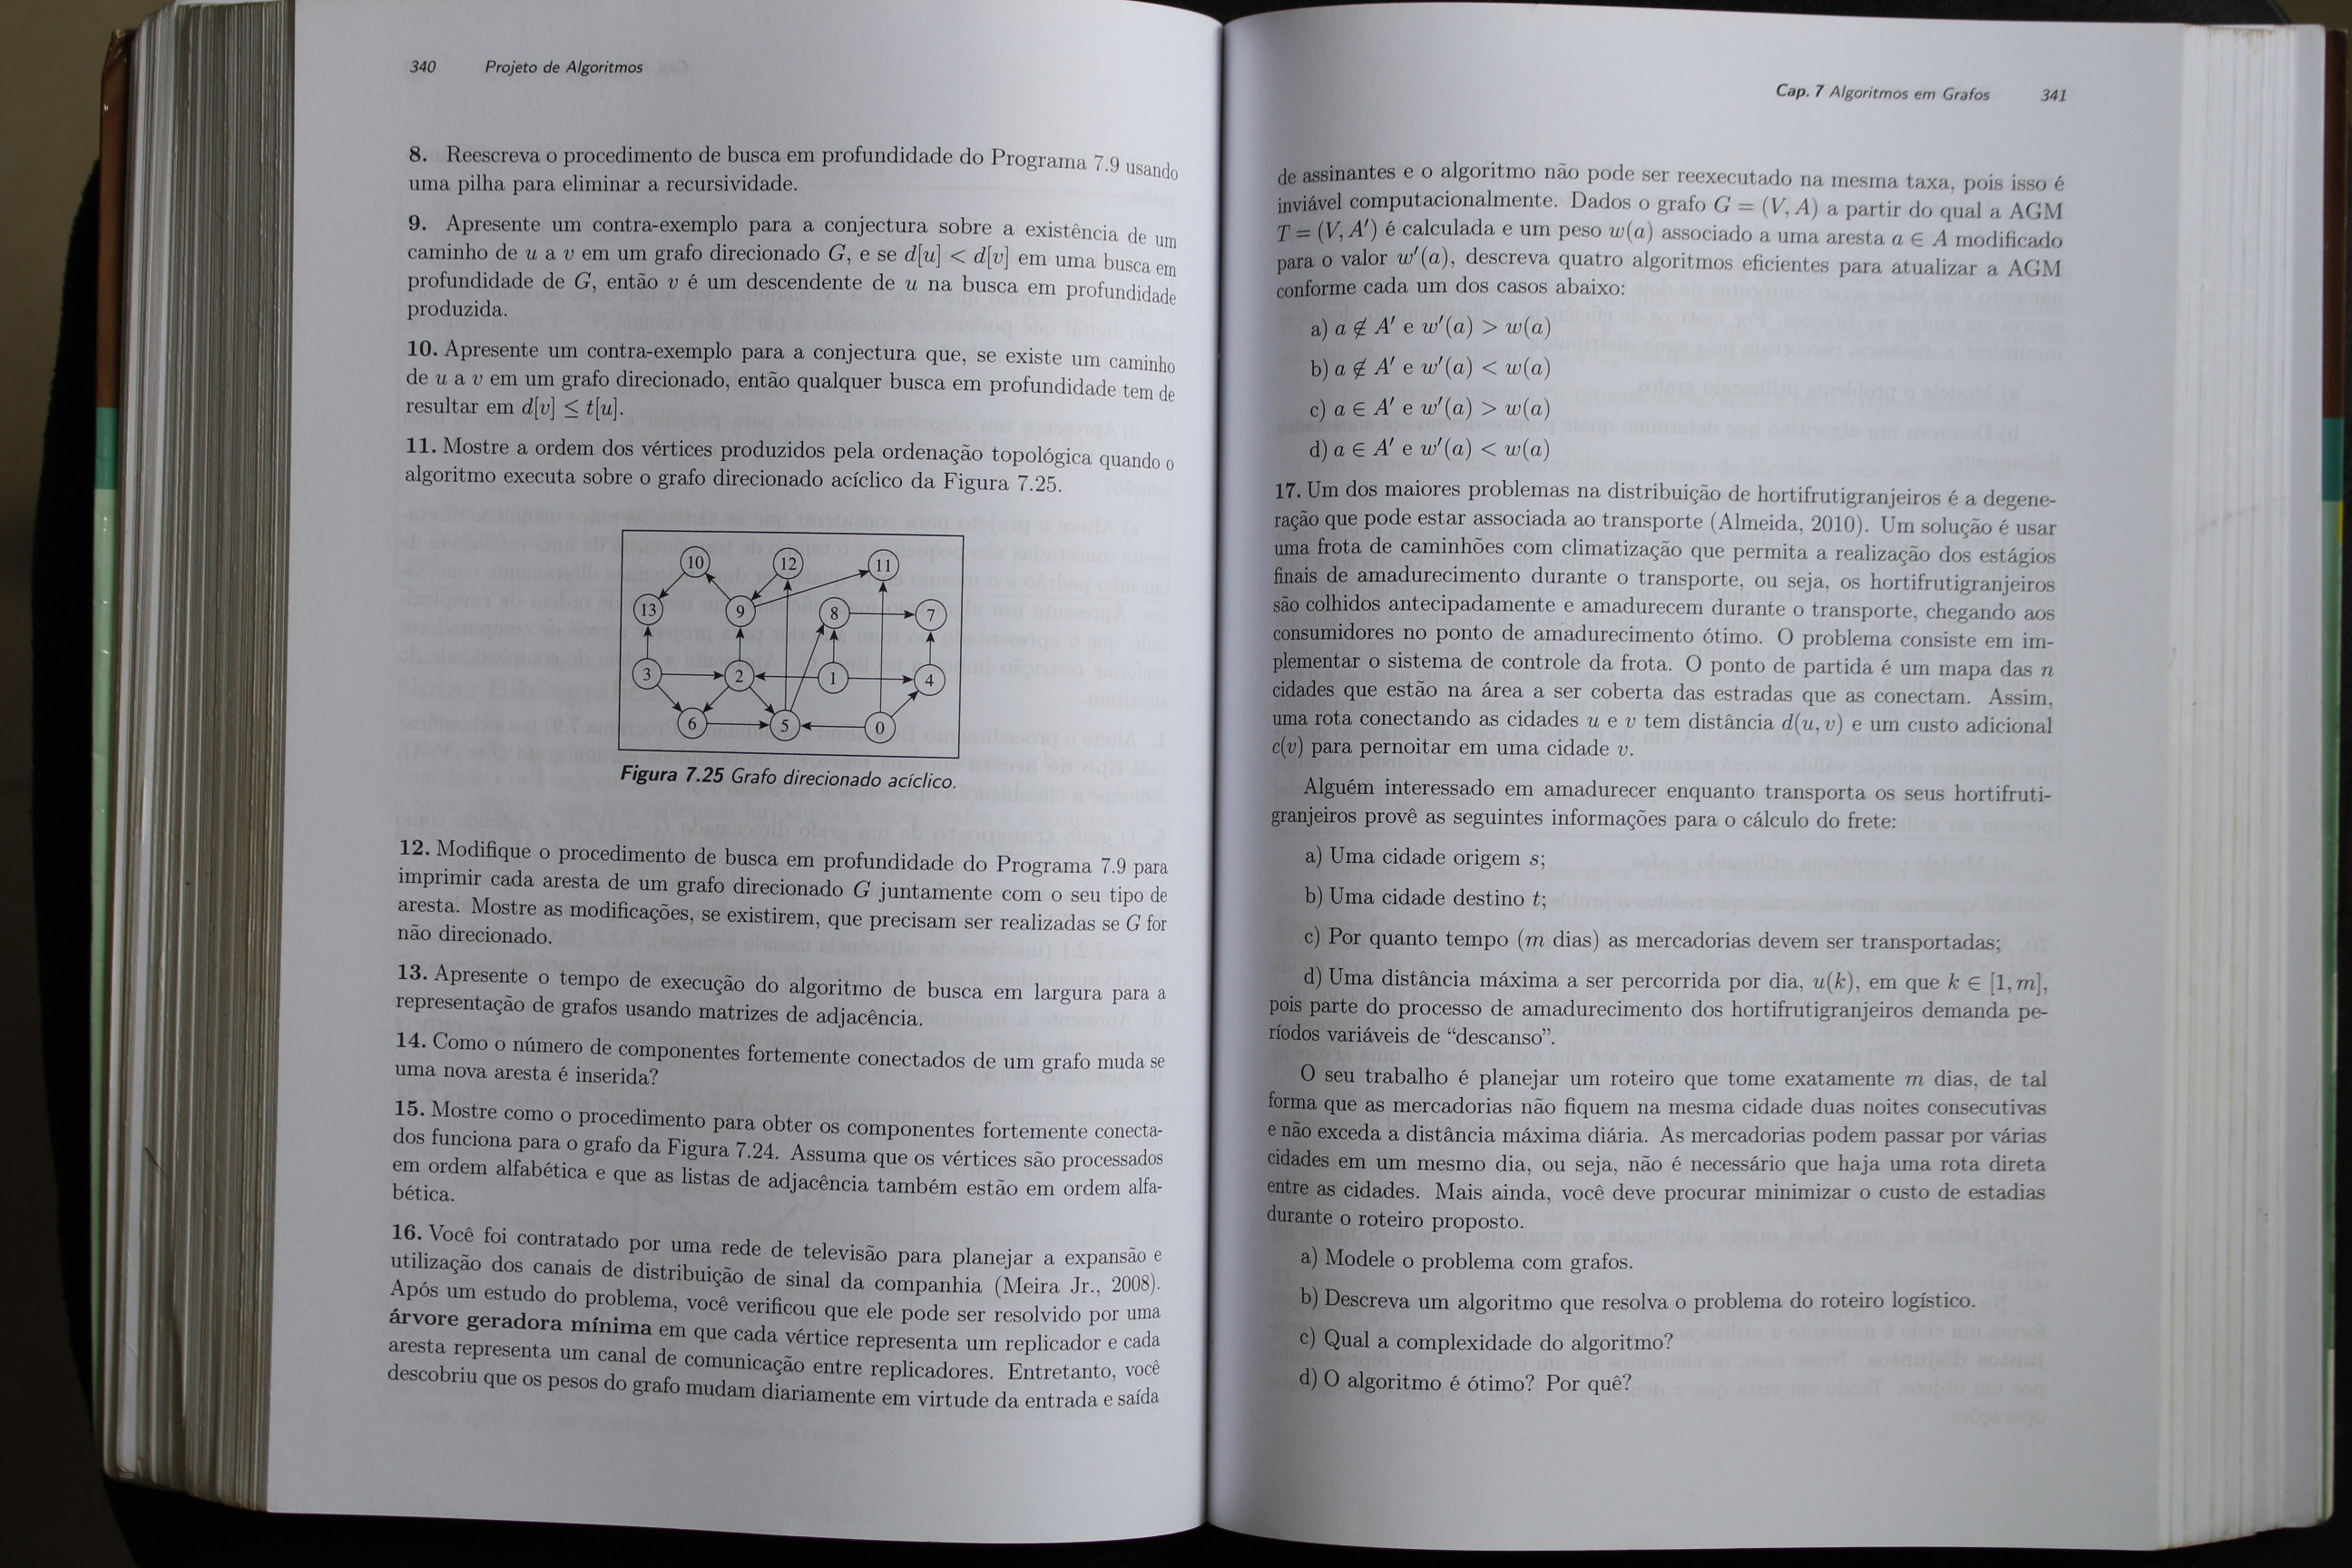 340 Projeto de Algoritmos
8. Reescreva o procedimento de busca em profundidade do Programa 7.9 usando
uma pilha para eliminar a recursividade.
9. Apresente um contra-exemplo para a conjectura sobre a existência de um
caminho de u a v em um grafo direcionado G, e se d[u] < d[v] em uma busca em
profundidade de G, então v é um descendente de u na busca em profundidade
produzida.
10. Apresente um contra-exemplo para a conjectura que, se existe um caminho
de u a v em um grafo direcionado, então qualquer busca em profundidade tem de
resultar em d[v] ≤ t[u].
11. Mostre a ordem dos vértices produzidos pela ordenação topológica quando o
algoritmo executa sobre o grafo direcionado acíclico da Figura 7.25.
10 12 11
13 9 8 7
3 2 1 4
6 5 0
Figura 7.25 Grafo direcionado acíclico.
12. Modifique o procedimento de busca em profundidade do Programa 7.9 para
imprimir cada aresta de um grafo direcionado G juntamente com o seu tipo de
aresta. Mostre as modificações, se existirem, que precisam ser realizadas se G for
não direcionado.
13. Apresente o tempo de execução do algoritmo de busca em largura para a
representação de grafos usando matrizes de adjacência.
14. Como o número de componentes fortemente conectados de um grafo muda se
uma nova aresta é inserida?
15. Mostre como o procedimento para obter os componentes fortemente conecta-
dos funciona para o grafo da Figura 7.24. Assuma que os vértices são processados
em ordem alfabética e que as listas de adjacência também estão em ordem alfa-
bética.
16. Você foi contratado por uma rede de televisão para planejar a expansão e
utilização dos canais de distribuição de sinal da companhia (Meira Jr., 2008).
Após um estudo do problema, você verificou que ele pode ser resolvido por uma
árvore geradora mínima em que cada vértice representa um replicador e cada
aresta representa um canal de comunicação entre replicadores. Entretanto, você
descobriu que os pesos do grafo mudam diariamente em virtude da entrada e saída
Cap. 7 Algoritmos em Grafos 341
de assinantes e o algoritmo não pode ser reexecutado na mesma taxa, pois isso é
inviável computacionalmente. Dados o grafo G = (V, A) a partir do qual a AGM
T = (V, A′) é calculada e um peso w(a) associado a uma aresta a ∈ A modificado
para o valor w′(a), descreva quatro algoritmos eficientes para atualizar a AGM
conforme cada um dos casos abaixo:
a) a ∉ A′ e w′(a) > w(a)
b) a ∉ A′ e w′(a) < w(a)
c) a ∈ A′ e w′(a) > w(a)
d) a ∈ A′ e w′(a) < w(a)
17. Um dos maiores problemas na distribuição de hortifrutigranjeiros é a degene-
ração que pode estar associada ao transporte (Almeida, 2010). Um solução é usar
uma frota de caminhões com climatização que permita a realização dos estágios
finais de amadurecimento durante o transporte, ou seja, os hortifrutigranjeiros
são colhidos antecipadamente e amadurecem durante o transporte, chegando aos
consumidores no ponto de amadurecimento ótimo. O problema consiste em im-
plementar o sistema de controle da frota. O ponto de partida é um mapa das n
cidades que estão na área a ser coberta das estradas que as conectam. Assim,
uma rota conectando as cidades u e v tem distância d(u, v) e um custo adicional
c(v) para pernoitar em uma cidade v.
Alguém interessado em amadurecer enquanto transporta os seus hortifruti-
granjeiros provê as seguintes informações para o cálculo do frete:
a) Uma cidade origem s;
b) Uma cidade destino t;
c) Por quanto tempo (m dias) as mercadorias devem ser transportadas;
d) Uma distância máxima a ser percorrida por dia, u(k), em que k ∈ [1, m],
pois parte do processo de amadurecimento dos hortifrutigranjeiros demanda pe-
ríodos variáveis de “descanso”.
O seu trabalho é planejar um roteiro que tome exatamente m dias, de tal
forma que as mercadorias não fiquem na mesma cidade duas noites consecutivas
e não exceda a distância máxima diária. As mercadorias podem passar por várias
cidades em um mesmo dia, ou seja, não é necessário que haja uma rota direta
entre as cidades. Mais ainda, você deve procurar minimizar o custo de estadias
durante o roteiro proposto.
a) Modele o problema com grafos.
b) Descreva um algoritmo que resolva o problema do roteiro logístico.
c) Qual a complexidade do algoritmo?
d) O algoritmo é ótimo? Por quê?